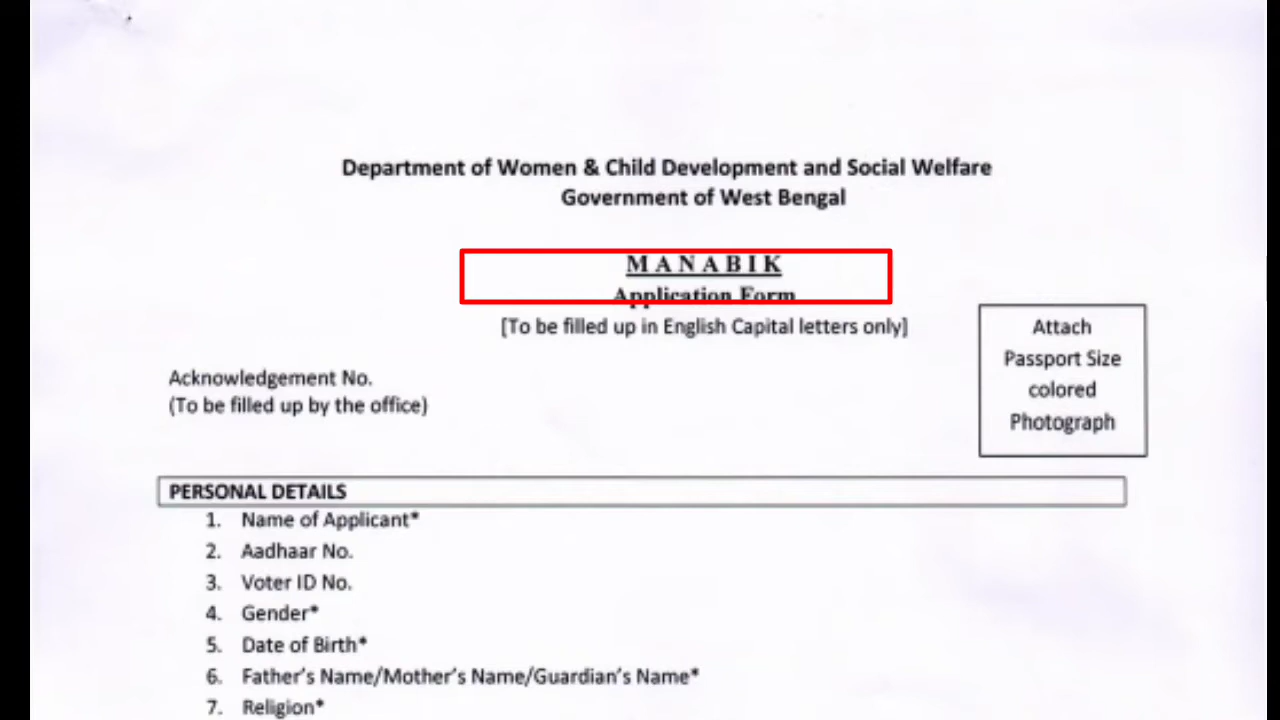 Department of Women & Child Development and Social Welfare
Government of West Bengal
M A N A B I K
Application Form
[To be filled up in English Capital letters only]
Attach
Passport Size
colored
Photograph
Acknowledgement No.
(To be filled up by the office)
PERSONAL DETAILS
1. Name of Applicant*
2. Aadhaar No.
3. Voter ID No.
4. Gender*
5. Date of Birth*
6. Father's Name/Mother's Name/Guardian's Name*
7. Religion*